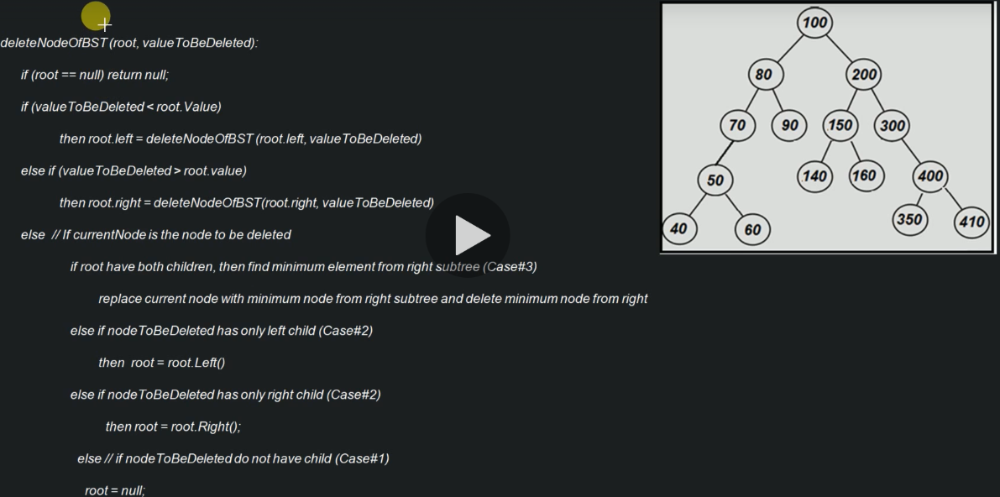 deleteNodeOfBST(root, valueToBeDeleted):
if (root == null) return null;
if (valueToBeDeleted < root.Value)
then root.left = deleteNodeOfBST (root.left, valueToBeDeleted)
else if (valueToBeDeleted > root.value)
then root.right = deleteNodeOfBST(root.right, valueToBeDeleted)
else // If currentNode is the node to be deleted
if root have both children, then find minimum element from right subtree (Case#3)
replace current node with minimum node from right subtree and delete minimum node from right
else if nodeToBeDeleted has only left child (Case#2)
then root = root.Left()
else if nodeToBeDeleted has only right child (Case#2)
then root = root.Right();
else // if nodeToBeDeleted do not have child (Case#1)
root = null;
100
80 200
70 90 150 300
50 140 160 400
40 60 350 410